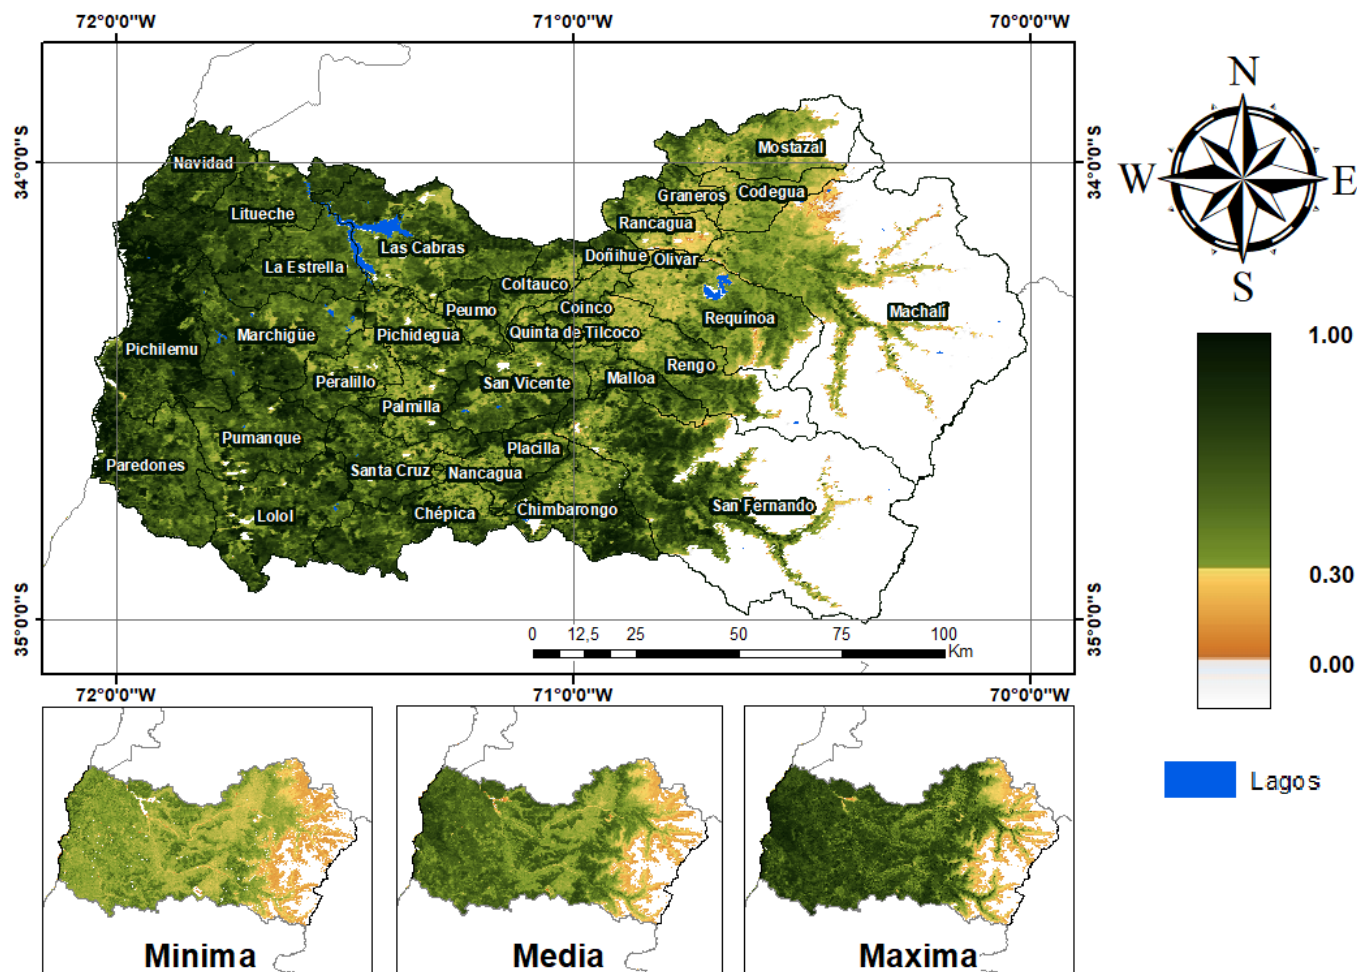 72°0'0"W
71°0'0"W
70°0'0"W
34°0'0"S
34°0'0"S
35°0'0"S
35°0'0"S
N
W
E
S
Navidad
Mostazal
Graneros
Codegua
Litueche
Rancagua
Las Cabras
La Estrella
Doñihue
Olivar
Coltauco
Peumo
Coinco
Requínoa
Machalí
Marchigüe
Pichidegua
Quinta de Tilcoco
Pichilemu
Rengo
Peralillo
San Vicente
Malloa
Palmilla
Pumanque
Placilla
Paredones
Santa Cruz
Nancagua
San Fernando
Lolol
Chépica
Chimbarongo
0
12,5
25
50
75
100
Km
72°0'0"W
71°0'0"W
70°0'0"W
1.00
0.30
0.00
Lagos
Minima
Media
Maxima